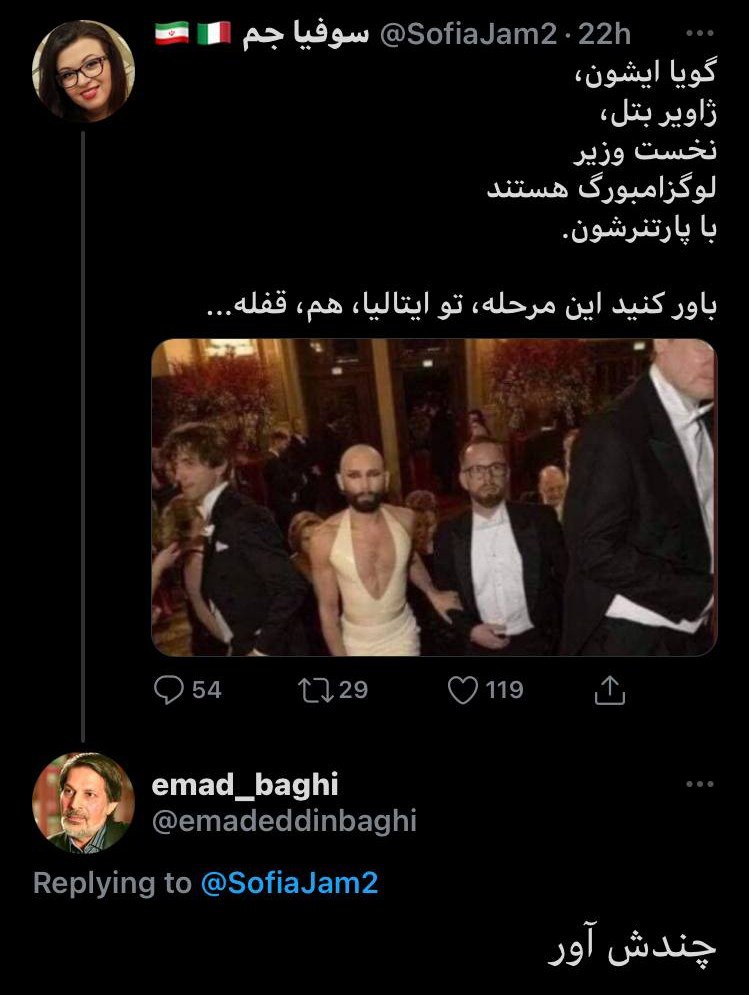 سوفیا جم 🇮🇹 🇮🇷 @SofiaJam2 · 22h
گویا ایشون،
ژاویر بتل،
نخست وزیر
لوگزامبورگ هستند
با پارتنرشون.
باور کنید این مرحله، تو ایتالیا، هم، قفله...
54 29 119
emad_baghi
@emadeddinbaghi
Replying to @SofiaJam2
چندش آور